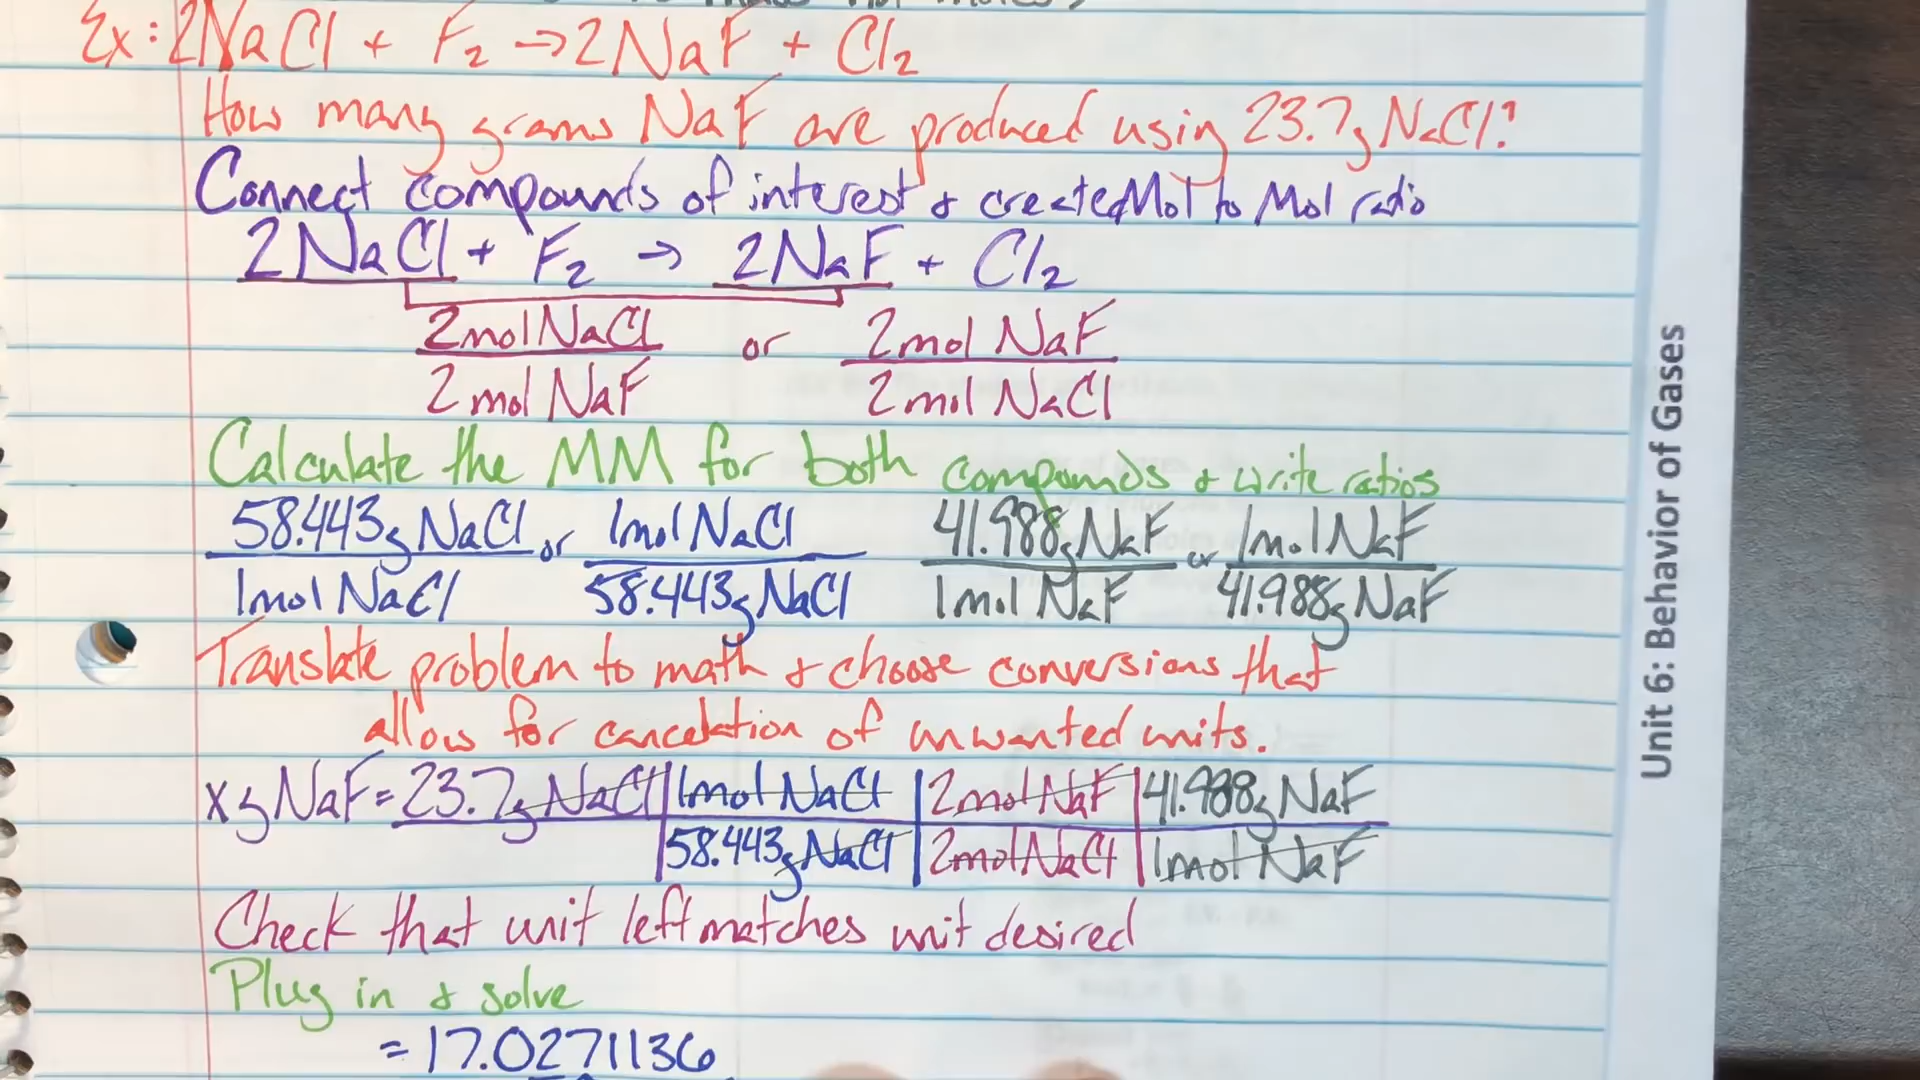 Ex: 2NaCl + F2 → 2NaF + Cl2
How many grams NaF are produced using 23.7g NaCl?
Connect compounds of interest & create Mol to Mol ratio
2NaCl + F2 → 2NaF + Cl2
2mol NaCl or 2mol NaF
2mol NaF 2mol NaCl
Calculate the MM for both compounds & write ratios
58.443g NaCl or 1mol NaCl 41.988g NaF or 1mol NaF
1mol NaCl 58.443g NaCl 1mol NaF 41.988g NaF
Translate problem to math & choose conversions that
allow for cancelation of unwanted units.
x g NaF = 23.7g NaCl | 1mol NaCl | 2mol NaF | 41.988g NaF
58.443g NaCl | 2mol NaCl | 1mol NaF
Check that unit left matches unit desired
Plug in & solve
= 17.0271136
Unit 6: Behavior of Gases